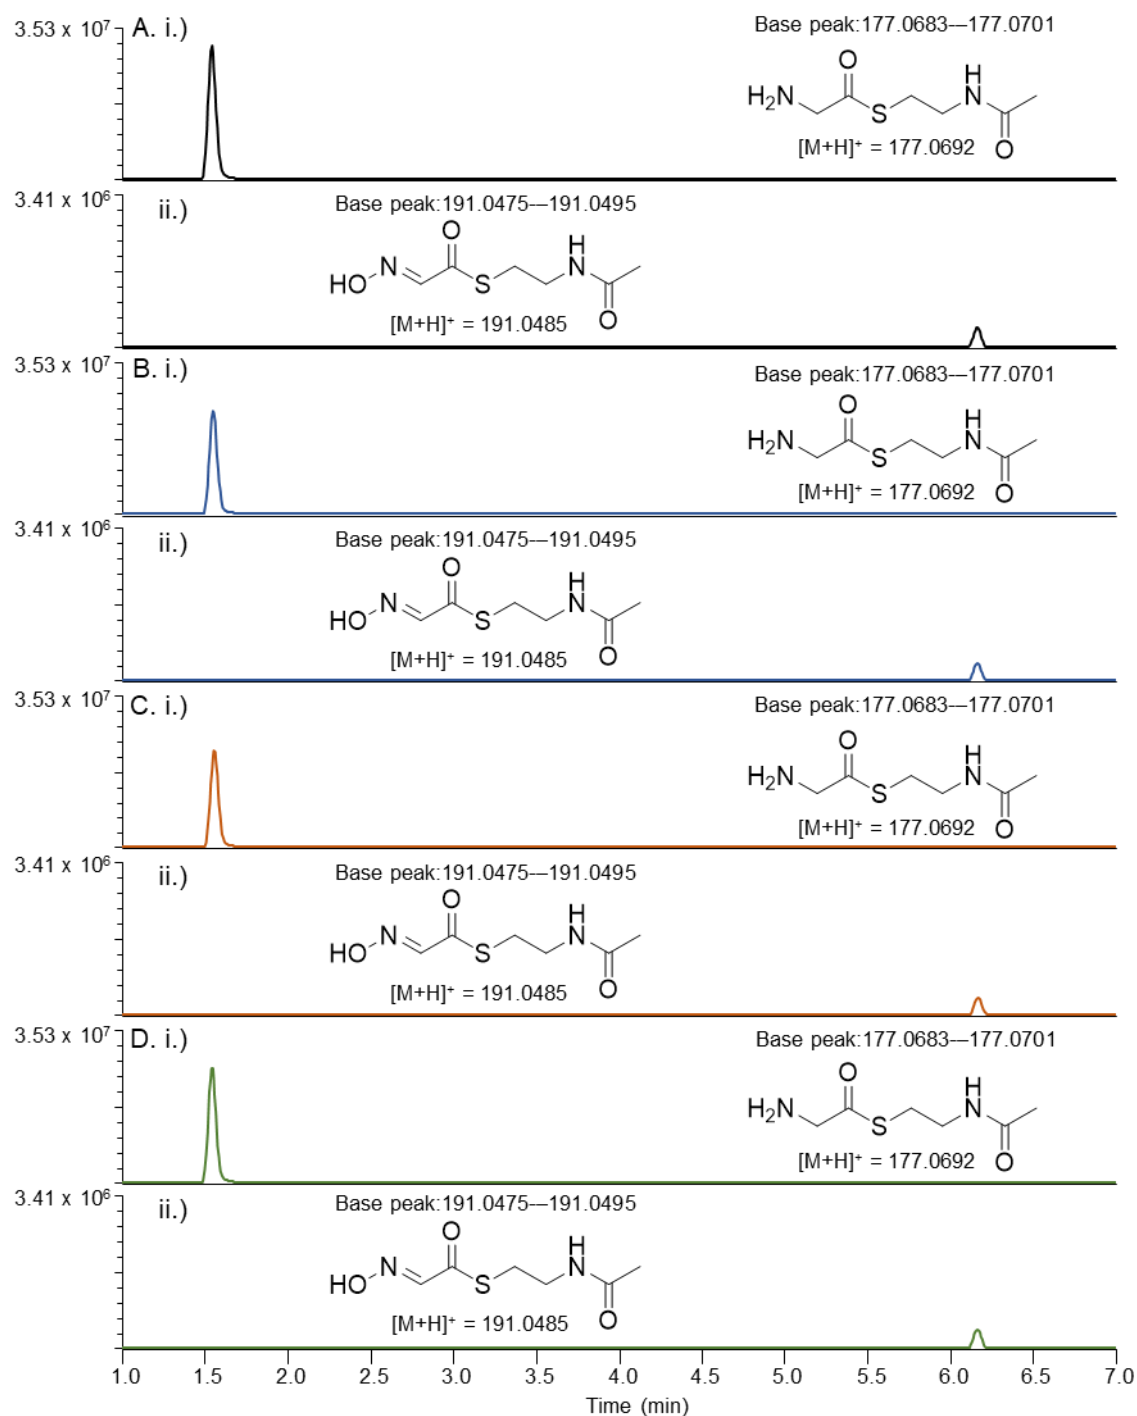 3.53 x 10⁷
A. i.)
Base peak:177.0683–-177.0701
O
H
H₂N
S
N
O
[M+H]⁺ = 177.0692
3.41 x 10⁶
ii.)
Base peak:191.0475–-191.0495
O
H
HO
N
S
N
O
[M+H]⁺ = 191.0485
3.53 x 10⁷
B. i.)
Base peak:177.0683–-177.0701
O
H
H₂N
S
N
O
[M+H]⁺ = 177.0692
3.41 x 10⁶
ii.)
Base peak:191.0475–-191.0495
O
H
HO
N
S
N
O
[M+H]⁺ = 191.0485
3.53 x 10⁷
C. i.)
Base peak:177.0683–-177.0701
O
H
H₂N
S
N
O
[M+H]⁺ = 177.0692
3.41 x 10⁶
ii.)
Base peak:191.0475–-191.0495
O
H
HO
N
S
N
O
[M+H]⁺ = 191.0485
3.53 x 10⁷
D. i.)
Base peak:177.0683–-177.0701
O
H
H₂N
S
N
O
[M+H]⁺ = 177.0692
3.41 x 10⁶
ii.)
Base peak:191.0475–-191.0495
O
H
HO
N
S
N
O
[M+H]⁺ = 191.0485
1.0 1.5 2.0 2.5 3.0 3.5 4.0 4.5 5.0 5.5 6.0 6.5 7.0
Time (min)